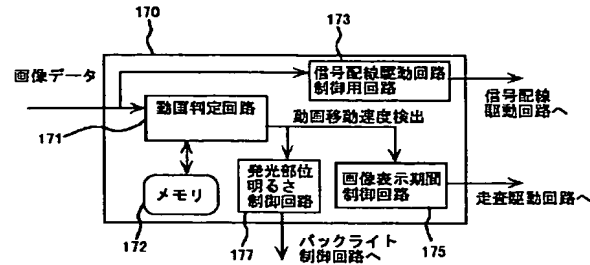 170
173
画像データ
信号配線駆動回路
制御用回路
信号配線
駆動回路へ
動画判定回路
171
動画移動速度検出
メモリ
172
発光部位
明るさ
制御回路
177
画像表示期間
制御回路
175
走査駆動回路へ
バックライト
制御回路へ